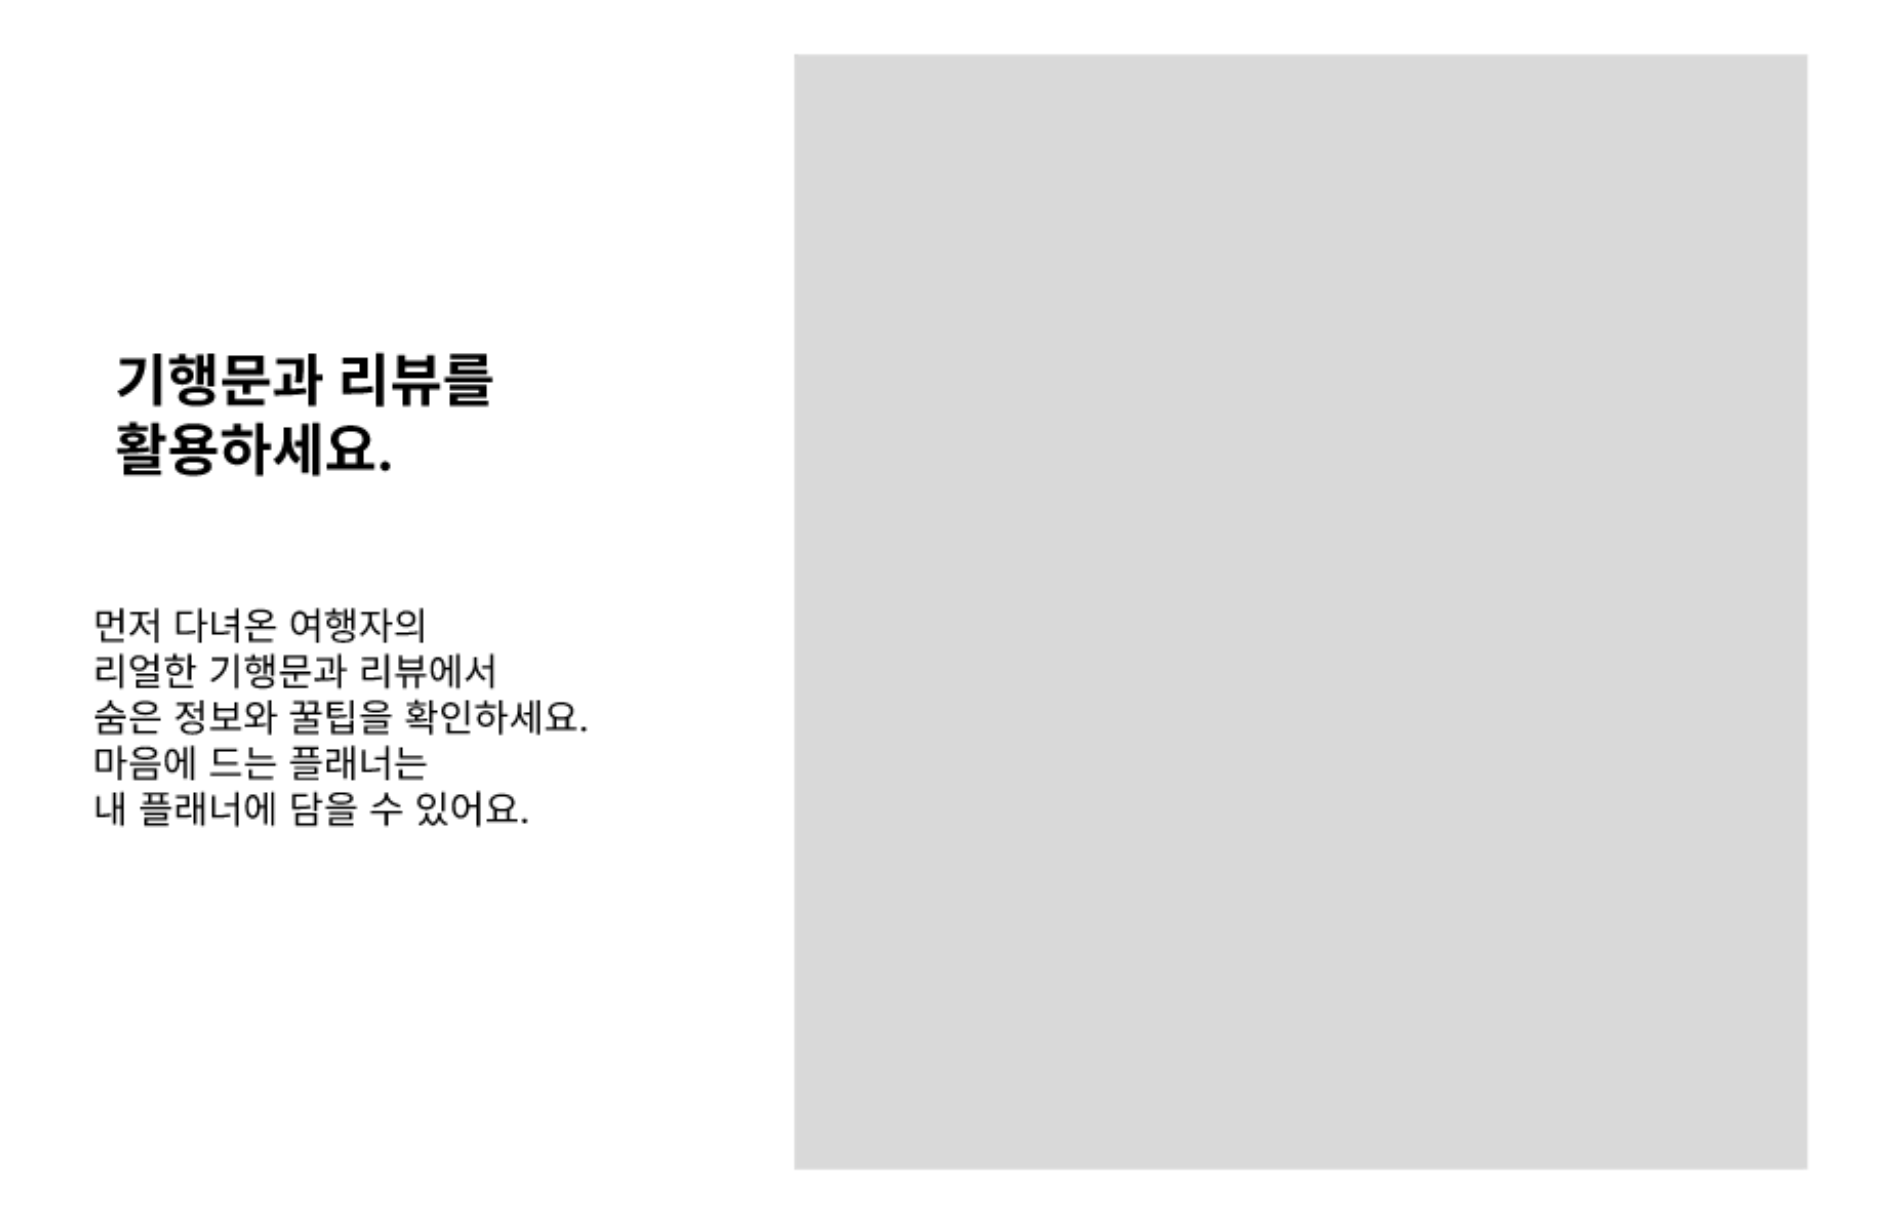 기행문과 리뷰를
활용하세요.
먼저 다녀온 여행자의
리얼한 기행문과 리뷰에서
숨은 정보와 꿀팁을 확인하세요.
마음에 드는 플래너는
내 플래너에 담을 수 있어요.